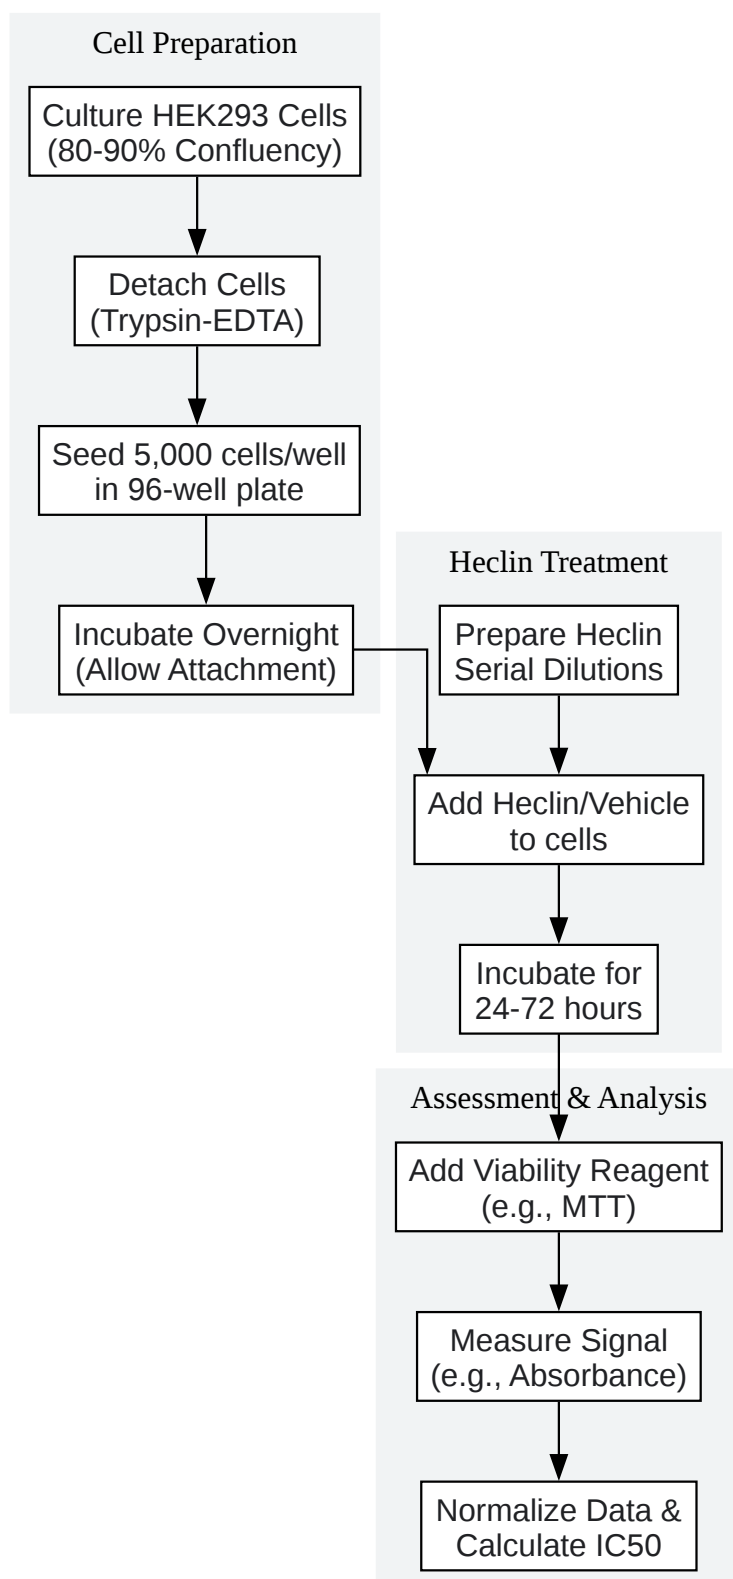 Cell Preparation
Culture HEK293 Cells
(80-90% Confluency)
Detach Cells
(Trypsin-EDTA)
Seed 5,000 cells/well
in 96-well plate
Incubate Overnight
(Allow Attachment)
Heclin Treatment
Prepare Heclin
Serial Dilutions
Add Heclin/Vehicle
to cells
Incubate for
24-72 hours
Assessment & Analysis
Add Viability Reagent
(e.g., MTT)
Measure Signal
(e.g., Absorbance)
Normalize Data &
Calculate IC50